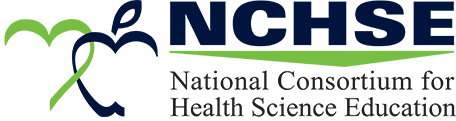 NCHSE
National Consortium for
Health Science Education